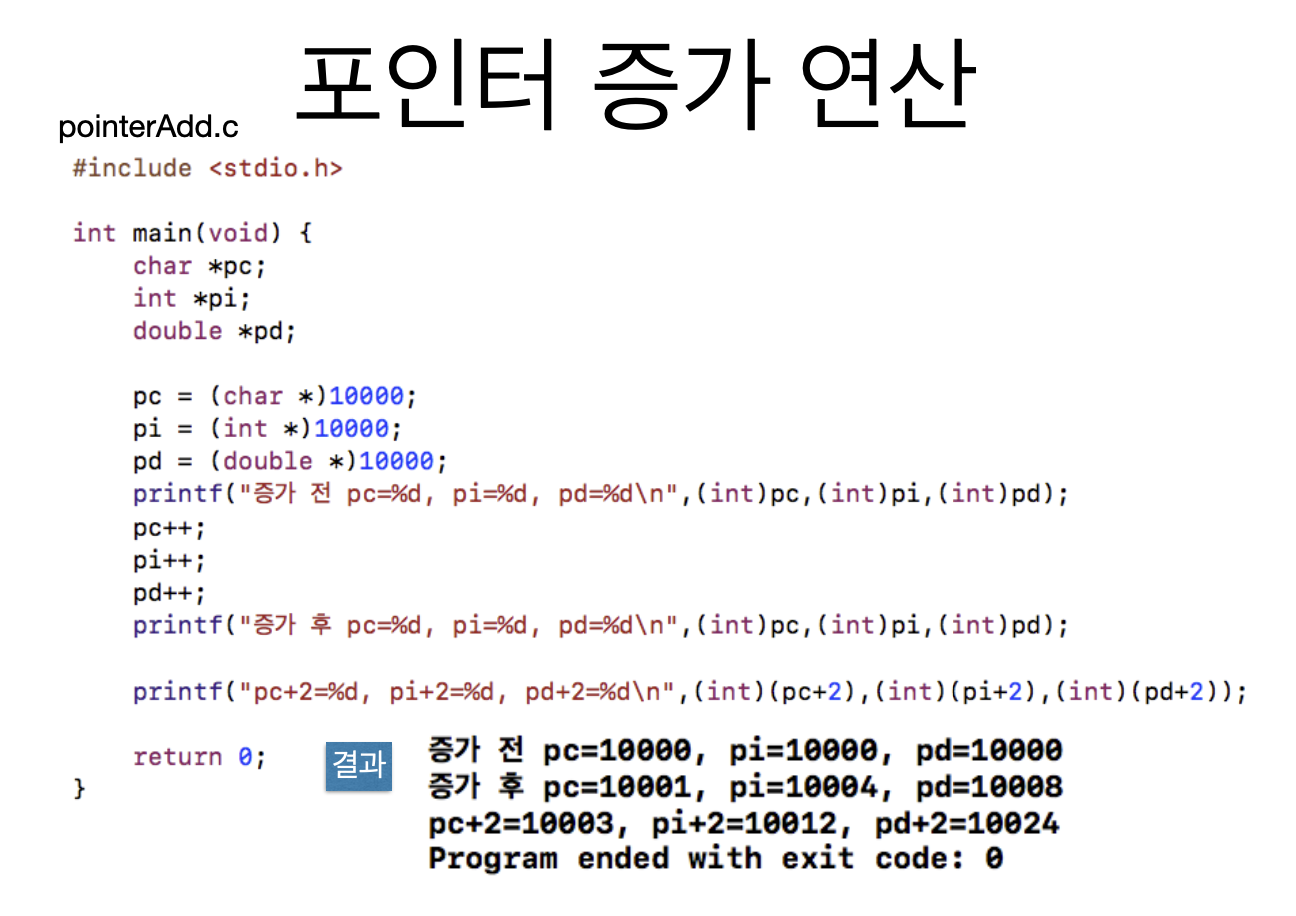 포인터 증가 연산
pointerAdd.c
#include <stdio.h>
int main(void) {
    char *pc;
    int *pi;
    double *pd;
    pc = (char *)10000;
    pi = (int *)10000;
    pd = (double *)10000;
    printf("증가 전 pc=%d, pi=%d, pd=%d\n",(int)pc,(int)pi,(int)pd);
    pc++;
    pi++;
    pd++;
    printf("증가 후 pc=%d, pi=%d, pd=%d\n",(int)pc,(int)pi,(int)pd);
    printf("pc+2=%d, pi+2=%d, pd+2=%d\n",(int)(pc+2),(int)(pi+2),(int)(pd+2));
    return 0;
}
결과
증가 전 pc=10000, pi=10000, pd=10000
증가 후 pc=10001, pi=10004, pd=10008
pc+2=10003, pi+2=10012, pd+2=10024
Program ended with exit code: 0